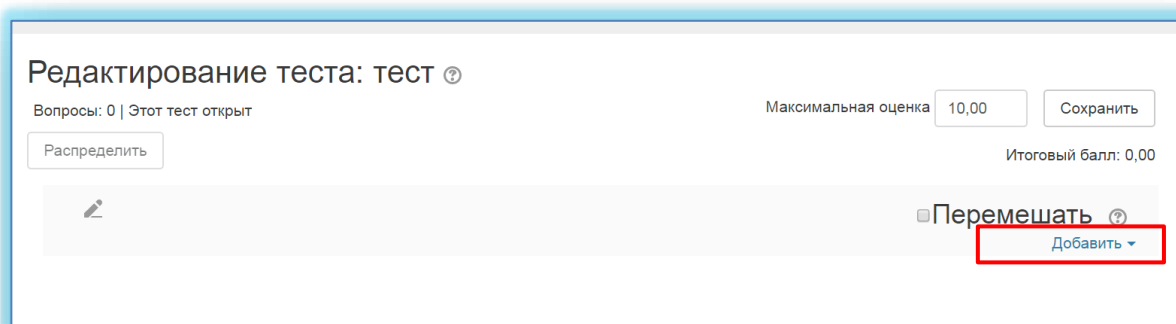 Редактирование теста: тест
Вопросы: 0 | Этот тест открыт
Максимальная оценка 10,00 Сохранить
Распределить
Итоговый балл: 0,00
Перемешать
Добавить